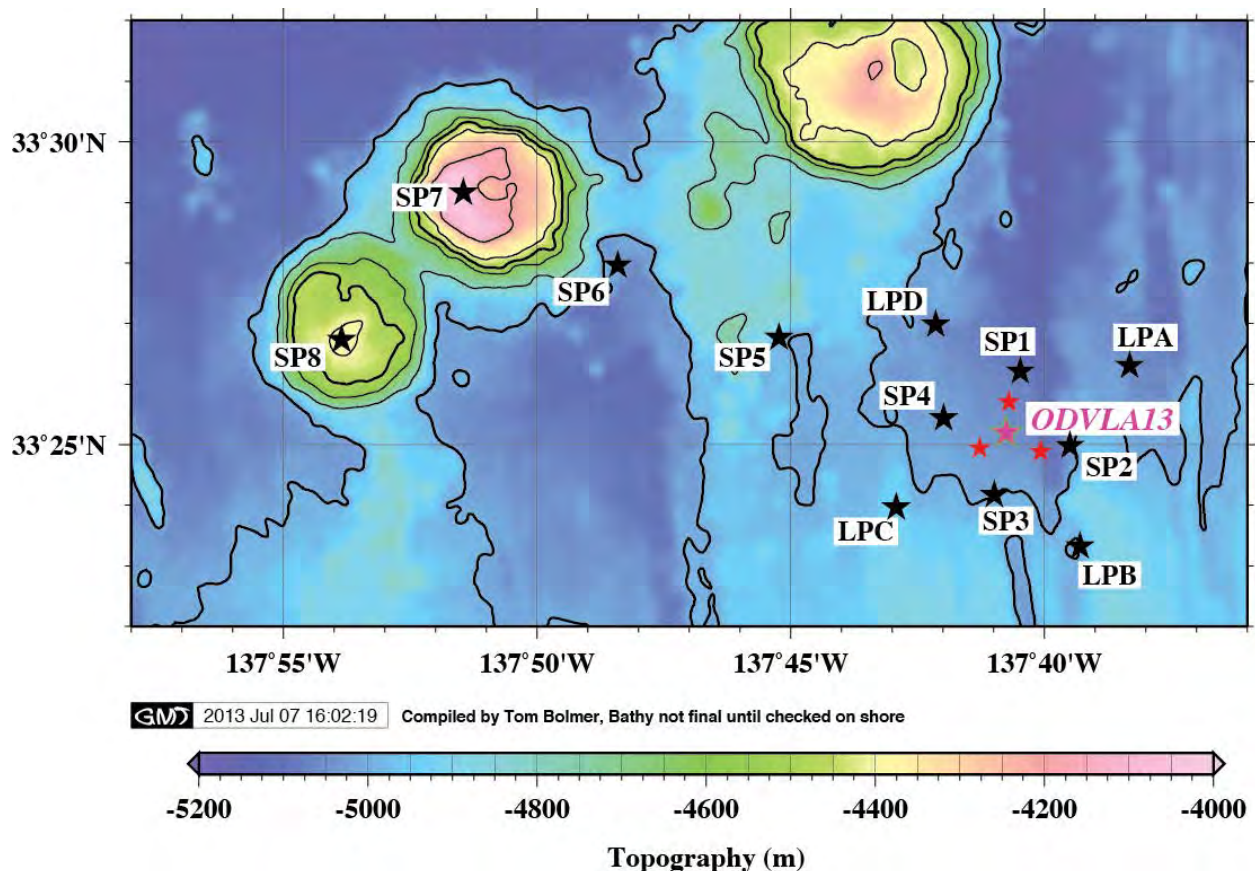 33°30'N
SP7
SP6
LPD
SP1
LPA
SP8
SP5
SP4
ODVLA13
33°25'N
SP2
LPC
SP3
LPB
137°55'W
137°50'W
137°45'W
137°40'W
GMT 2013 Jul 07 16:02:19 Compiled by Tom Bolmer, Bathy not final until checked on shore
-5200
-5000
-4800
-4600
-4400
-4200
-4000
Topography (m)